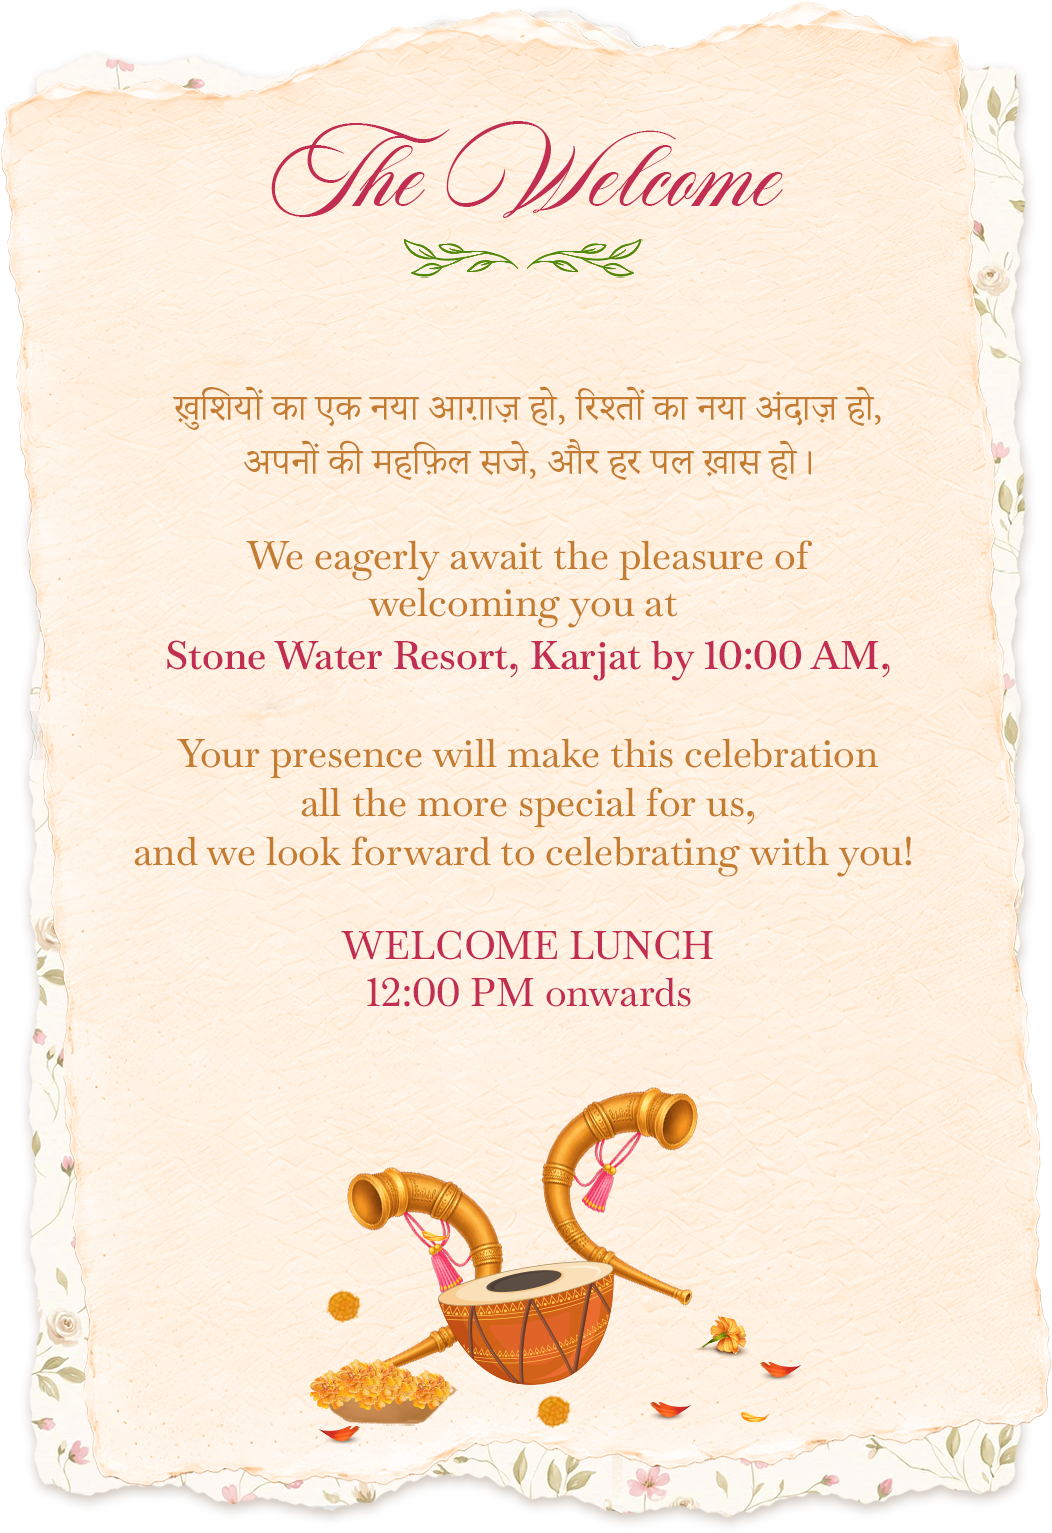 The Welcome
ख़ुशियों का एक नया आग़ाज़ हो, रिश्तों का नया अंदाज़ हो,
अपनों की महफ़िल सजे, और हर पल ख़ास हो।
We eagerly await the pleasure of
welcoming you at
Stone Water Resort, Karjat by 10:00 AM,
Your presence will make this celebration
all the more special for us,
and we look forward to celebrating with you!
WELCOME LUNCH
12:00 PM onwards